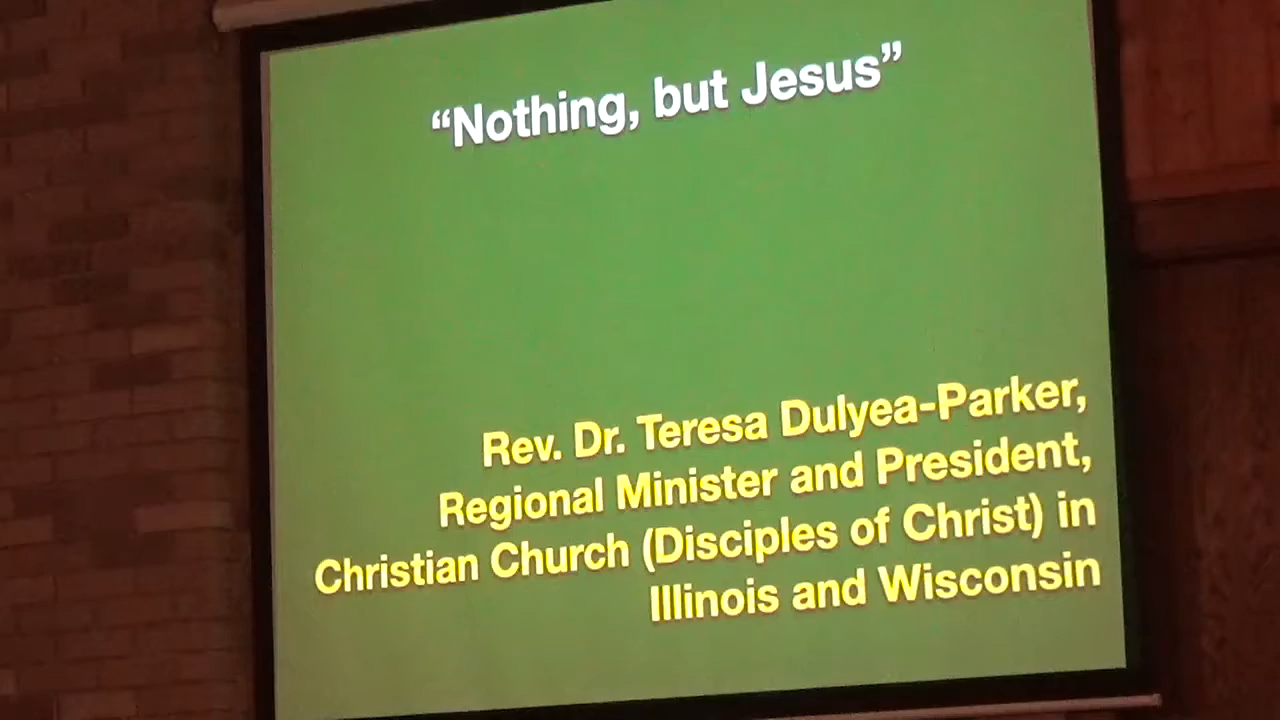 “Nothing, but Jesus”
Rev. Dr. Teresa Dulyea-Parker,
Regional Minister and President,
Christian Church (Disciples of Christ) in
Illinois and Wisconsin